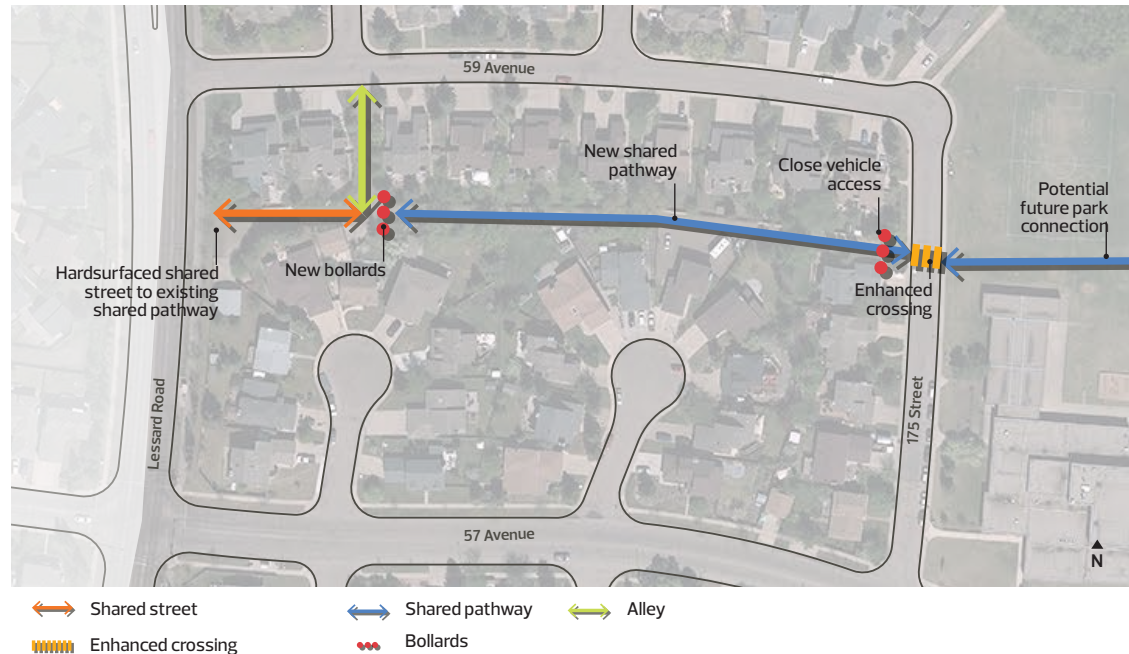 59 Avenue
New shared
pathway
Close vehicle
access
Potential
future park
connection
Hardsurfaced shared
street to existing
shared pathway
New bollards
Enhanced
crossing
Lessard Road
175 Street
57 Avenue
N
Shared street
Shared pathway
Alley
Enhanced crossing
Bollards